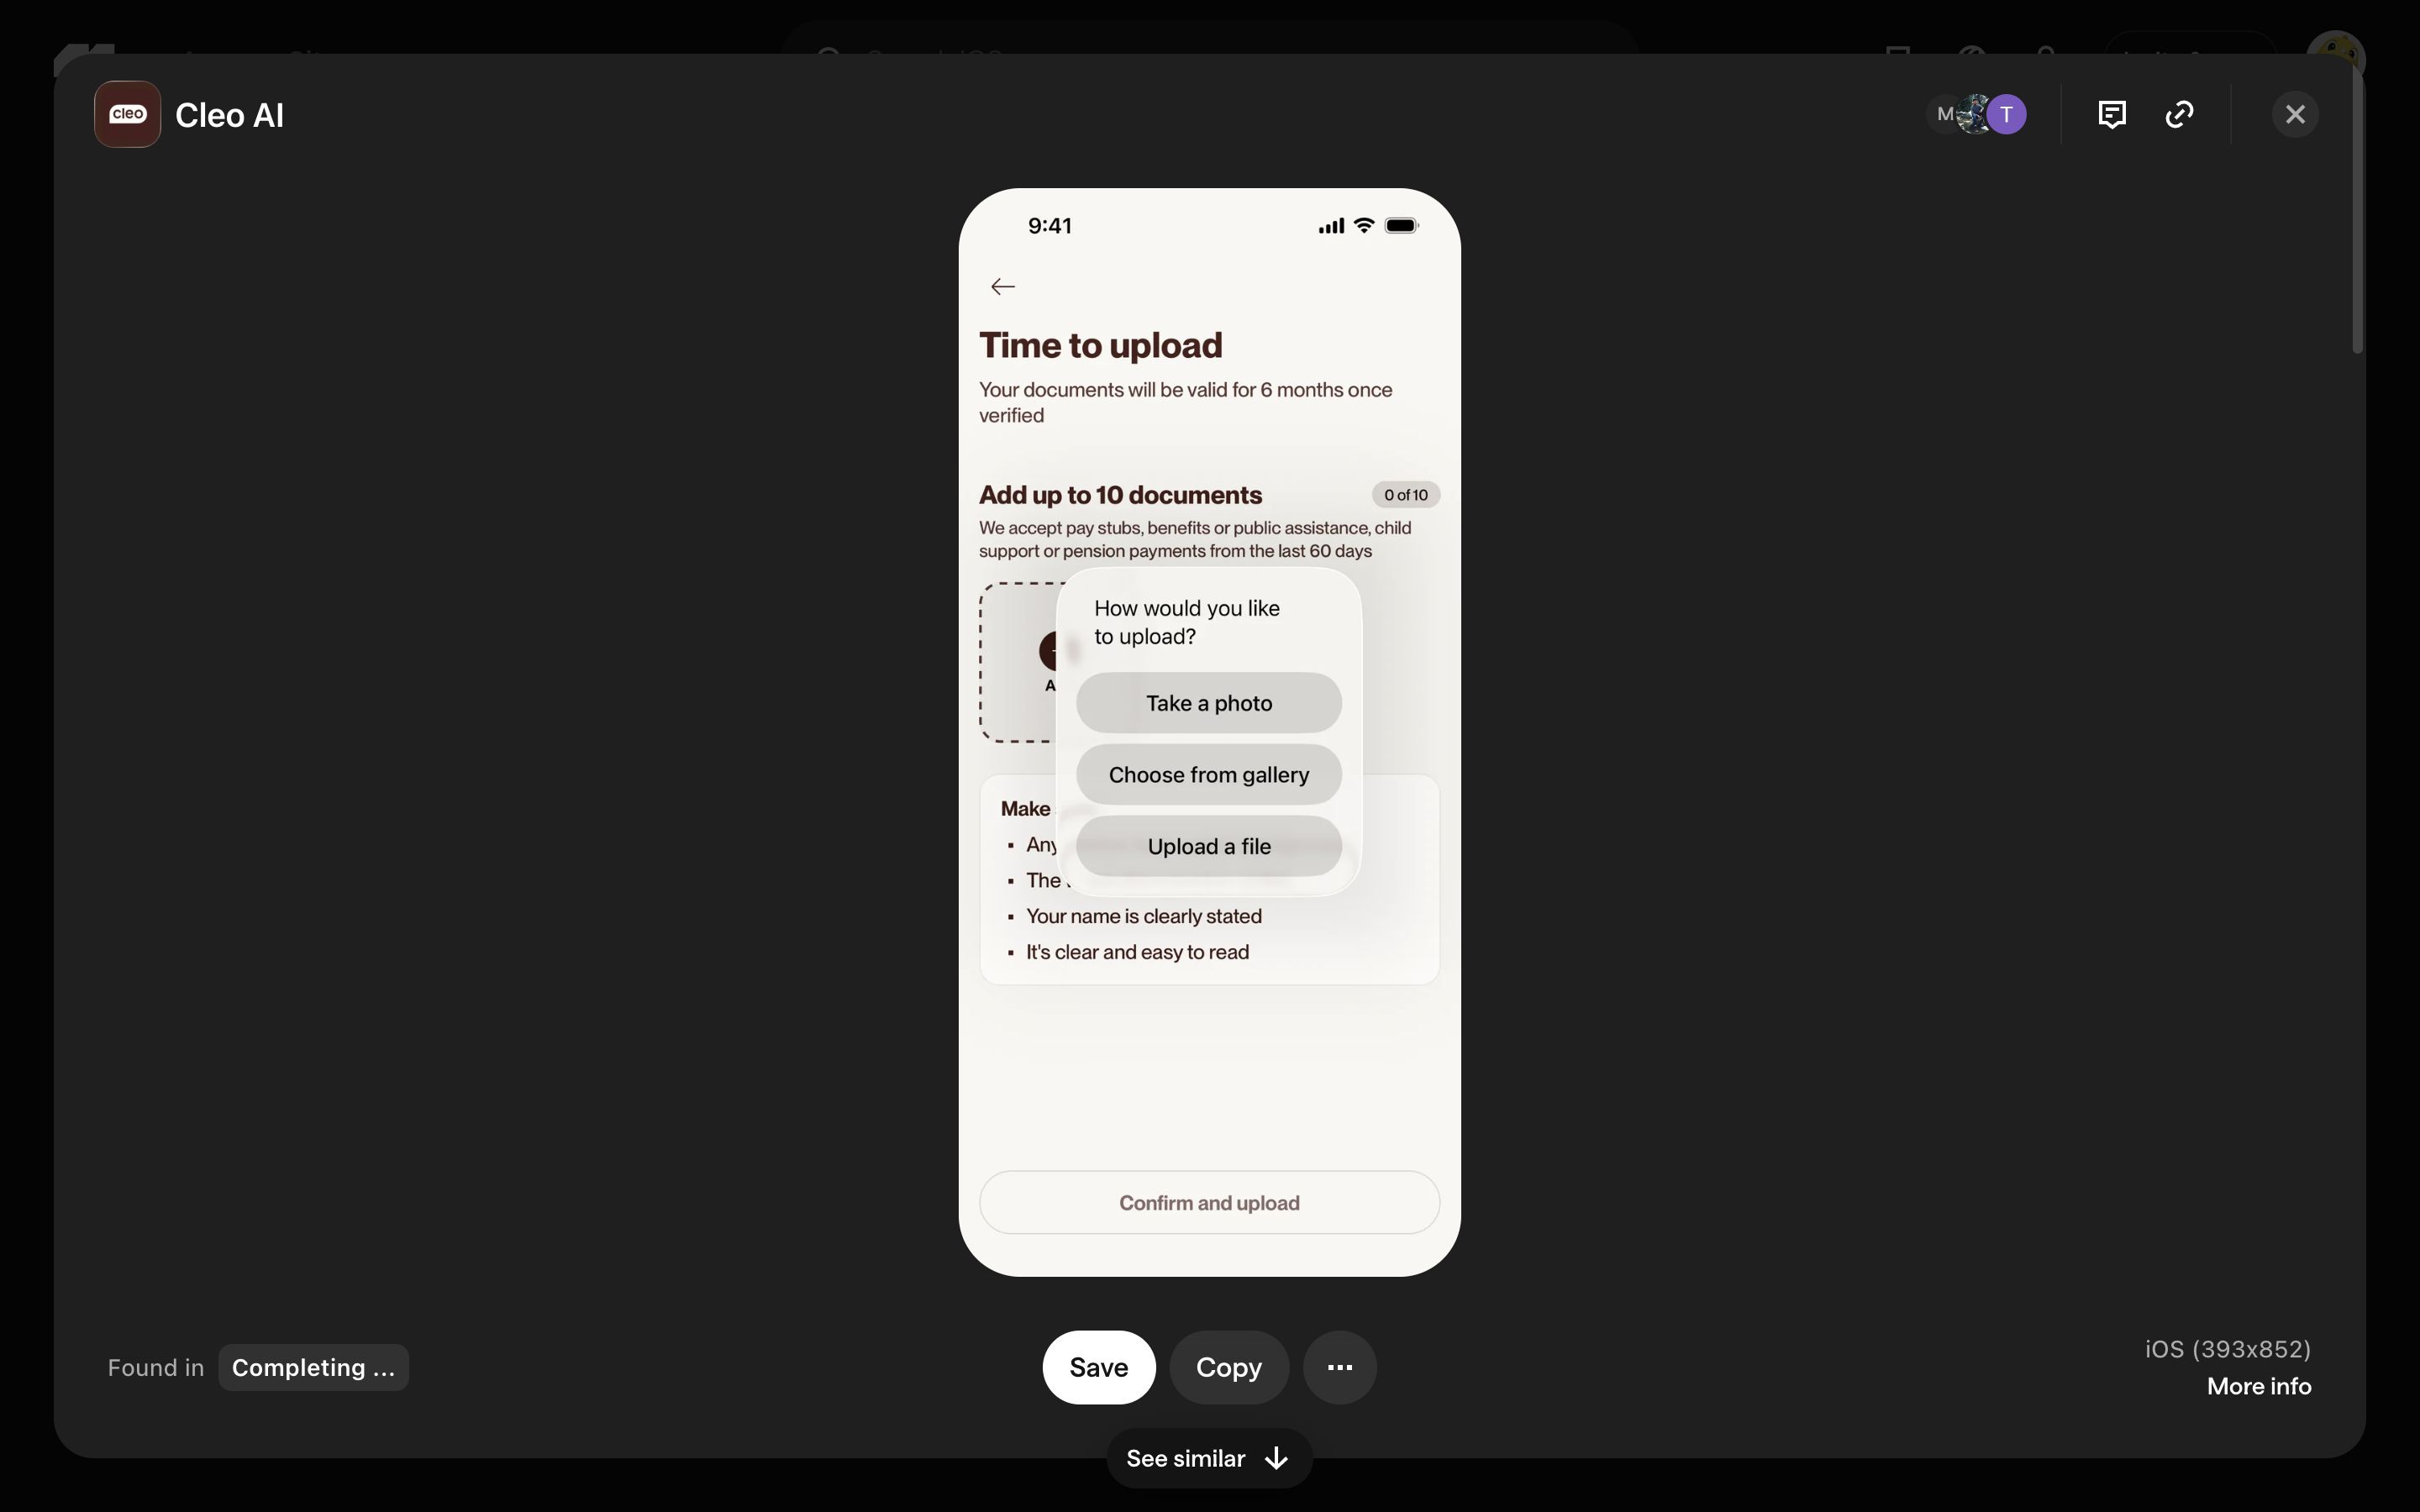 cleo
Cleo AI
M
T
9:41
Time to upload
Your documents will be valid for 6 months once
verified
Add up to 10 documents
0 of 10
We accept pay stubs, benefits or public assistance, child
support or pension payments from the last 60 days
How would you like
to upload?
Take a photo
Choose from gallery
Make
Upload a file
The
▪ Your name is clearly stated
▪ It's clear and easy to read
Confirm and upload
Found in
Completing ...
Save
Copy
iOS (393x852)
More info
See similar